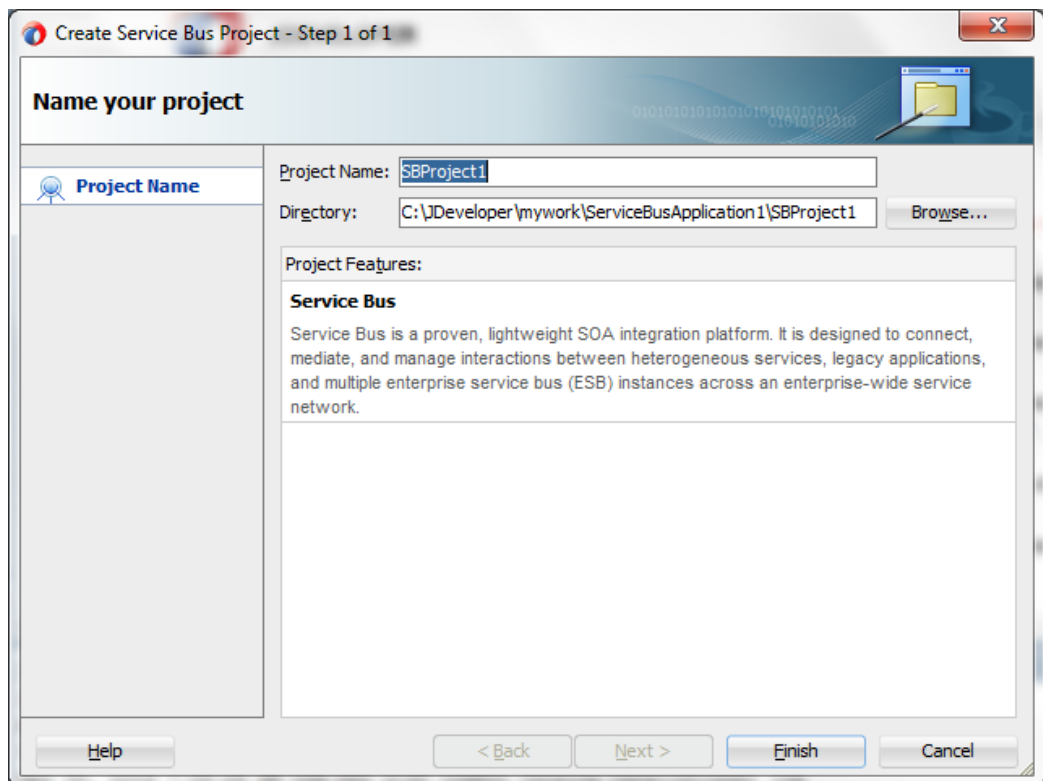 Create Service Bus Project - Step 1 of 1
Name your project
Project Name
Project Name: SBProject1
Directory: C:\JDeveloper\mywork\ServiceBusApplication1\SBProject1 Browse...
Project Features:
Service Bus
Service Bus is a proven, lightweight SOA integration platform. It is designed to connect,
mediate, and manage interactions between heterogeneous services, legacy applications,
and multiple enterprise service bus (ESB) instances across an enterprise-wide service
network.
Help < Back Next > Finish Cancel